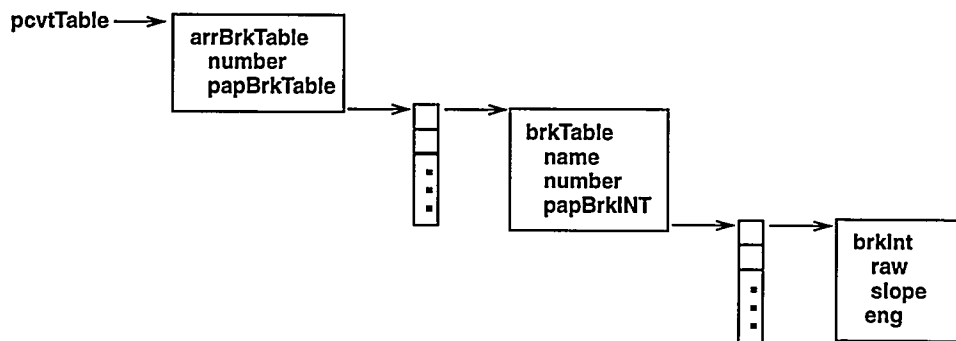 pcvtTable
arrBrkTable
number
papBrkTable
brkTable
name
number
papBrkINT
brkInt
raw
slope
eng